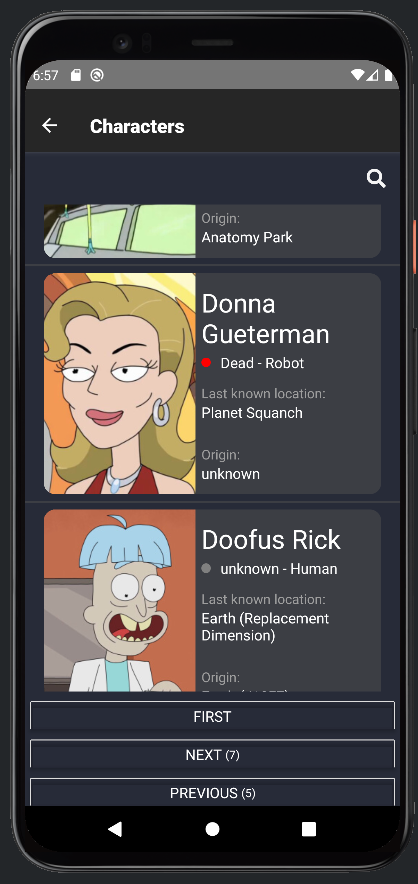 6:57
Characters
Origin:
Anatomy Park
Donna
Gueterman
Dead - Robot
Last known location:
Planet Squanch
Origin:
unknown
Doofus Rick
unknown - Human
Last known location:
Earth (Replacement
Dimension)
Origin:
FIRST
NEXT (7)
PREVIOUS (5)